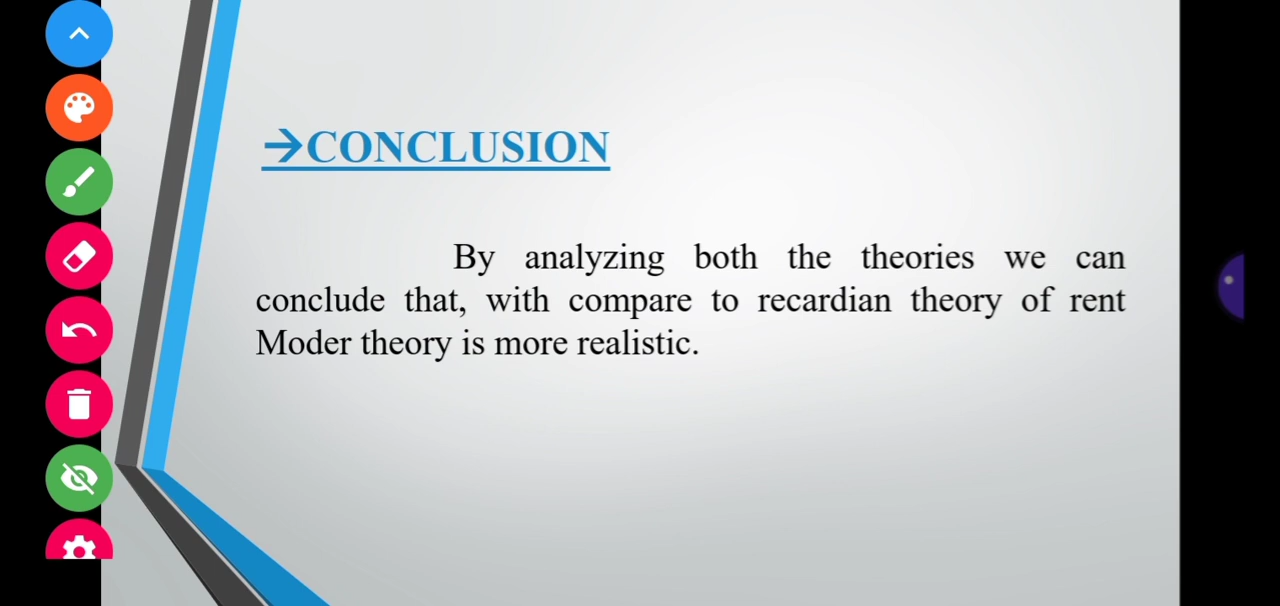 →CONCLUSION
By analyzing both the theories we can
conclude that, with compare to recardian theory of rent
Moder theory is more realistic.